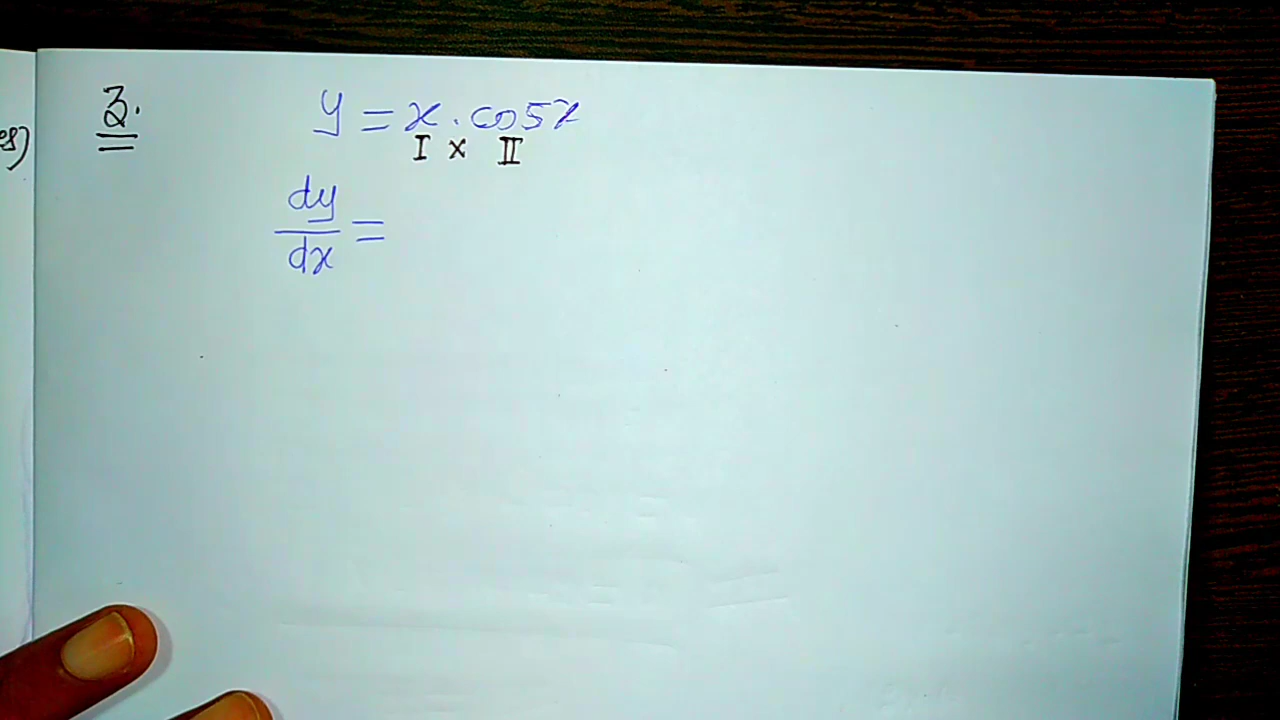 3.
y = x . cos x
I x II
dy/dx =